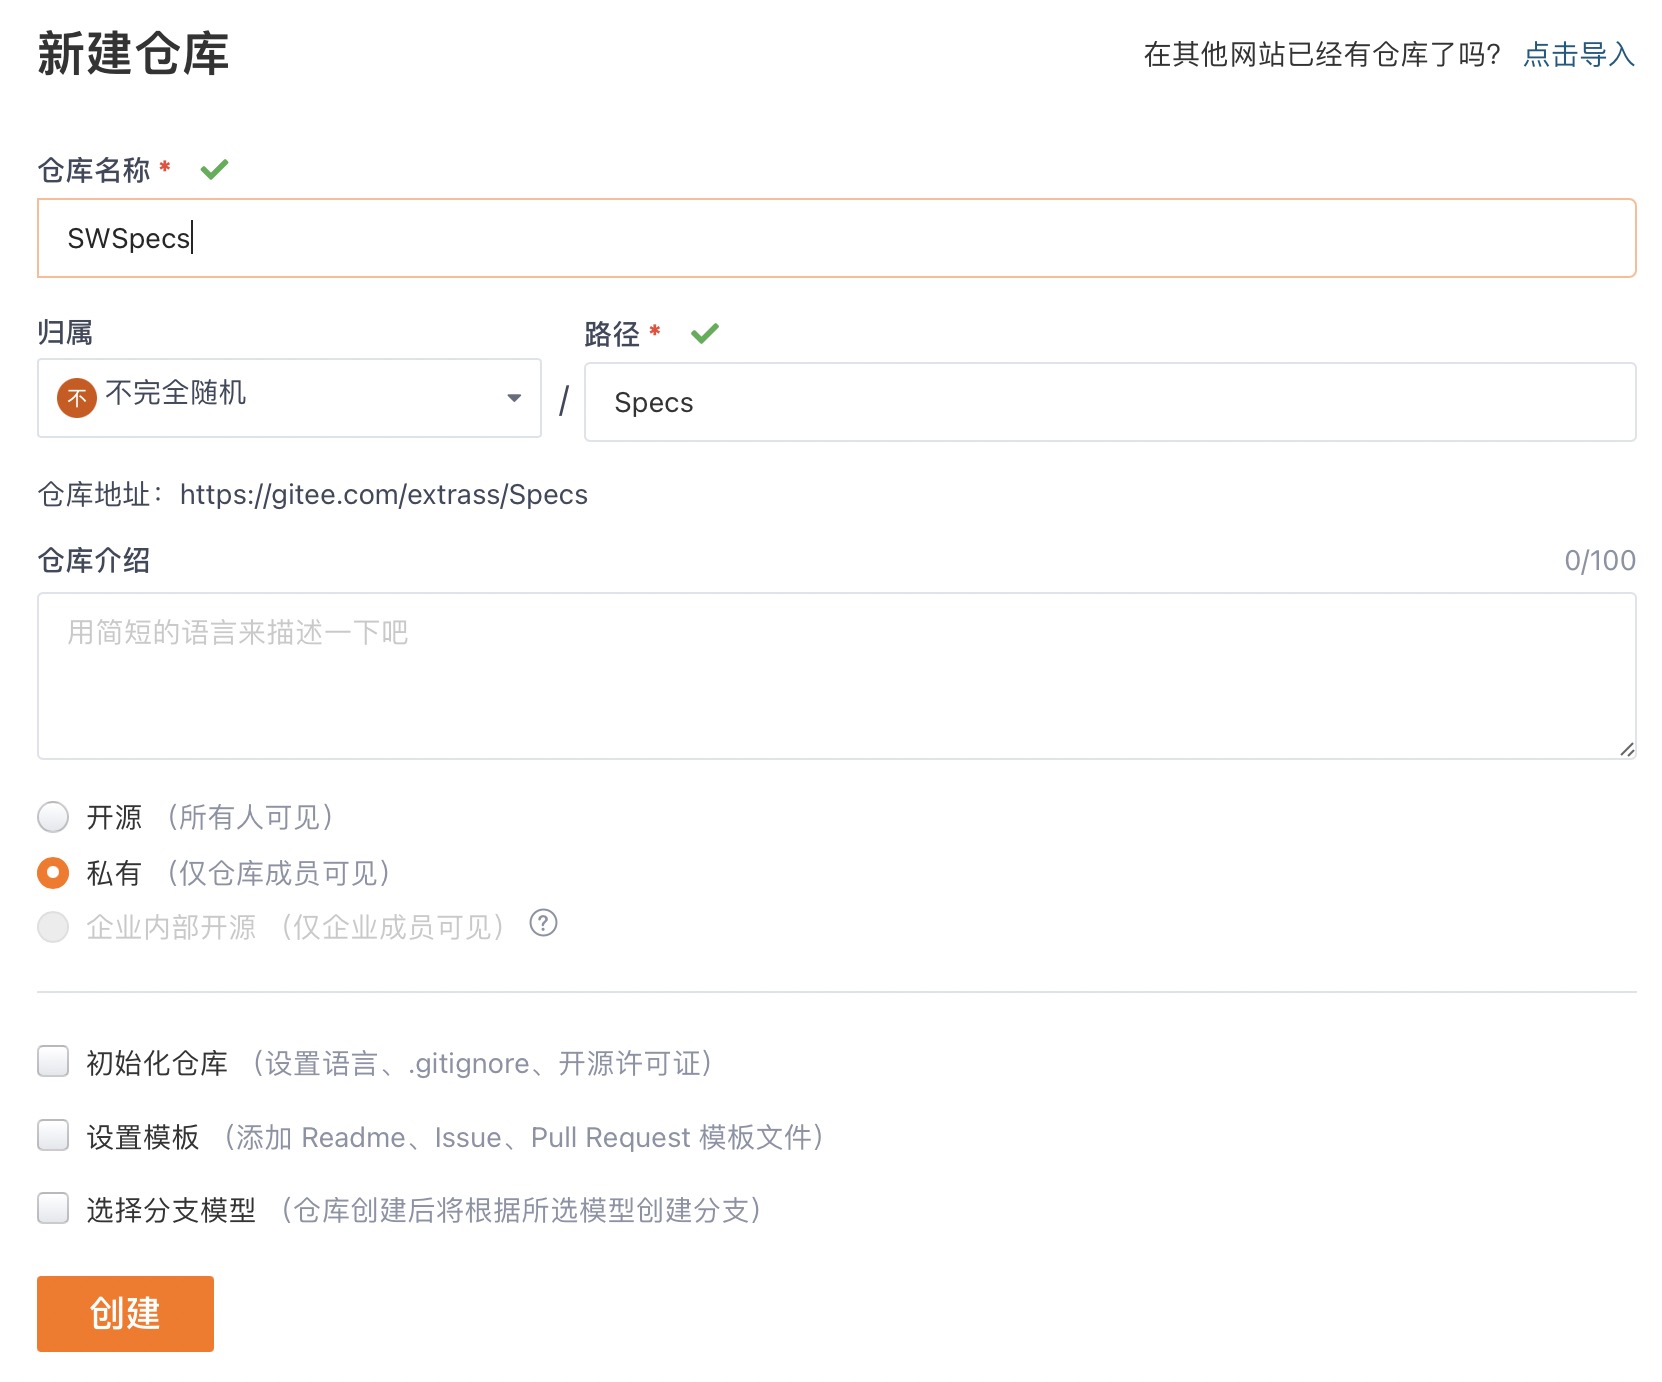 新建仓库
在其他网站已经有仓库了吗? 点击导入
仓库名称 *
SWSpecs
归属
路径 *
不 不完全随机 / Specs
仓库地址：https://gitee.com/extrass/Specs
仓库介绍 0/100
用简短的语言来描述一下吧
开源 （所有人可见）
私有 （仅仓库成员可见）
企业内部开源 （仅企业成员可见） ?
初始化仓库 （设置语言、.gitignore、开源许可证）
设置模板 （添加 Readme、Issue、Pull Request 模板文件）
选择分支模型 （仓库创建后将根据所选模型创建分支）
创建